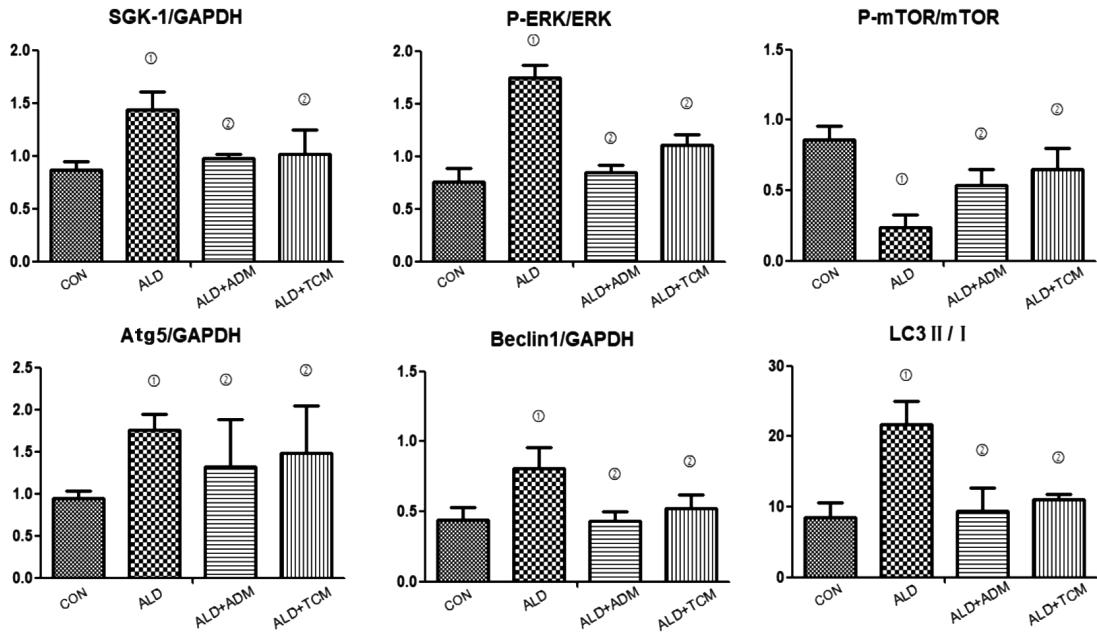 SGK-1/GAPDH
2.0
1.5
1.0
0.5
0.0
①
②
②
CON
ALD
ALD+ADM
ALD+TCM
P-ERK/ERK
2.0
1.5
1.0
0.5
0.0
①
②
②
CON
ALD
ALD+ADM
ALD+TCM
P-mTOR/mTOR
1.5
1.0
0.5
0.0
①
②
②
CON
ALD
ALD+ADM
ALD+TCM
Atg5/GAPDH
2.5
2.0
1.5
1.0
0.5
0.0
①
②
②
CON
ALD
ALD+ADM
ALD+TCM
Beclin1/GAPDH
1.5
1.0
0.5
0.0
①
②
②
CON
ALD
ALD+ADM
ALD+TCM
LC3Ⅱ/Ⅰ
30
20
10
0
①
②
②
CON
ALD
ALD+ADM
ALD+TCM